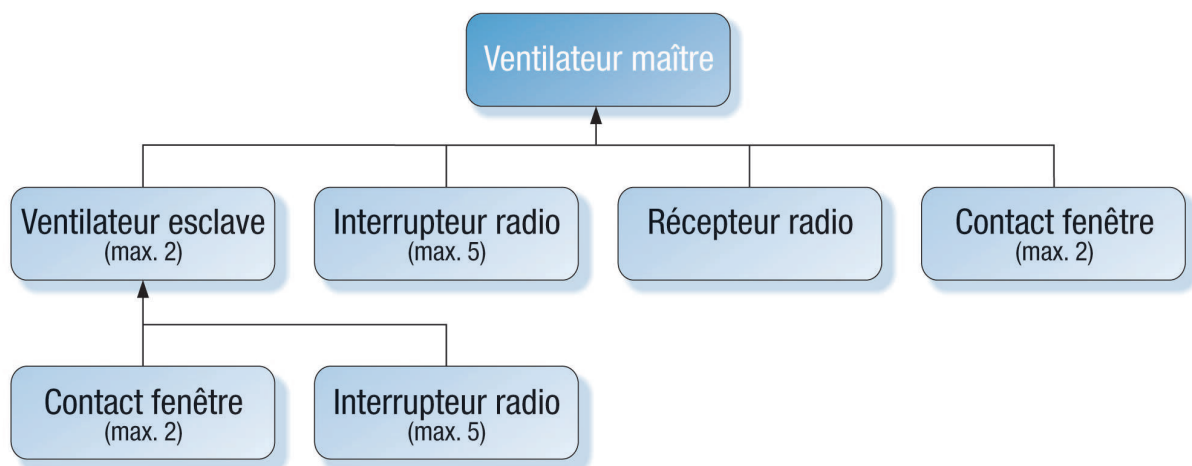 Ventilateur maître
Ventilateur esclave
(max. 2)
Interrupteur radio
(max. 5)
Récepteur radio
Contact fenêtre
(max. 2)
Contact fenêtre
(max. 2)
Interrupteur radio
(max. 5)